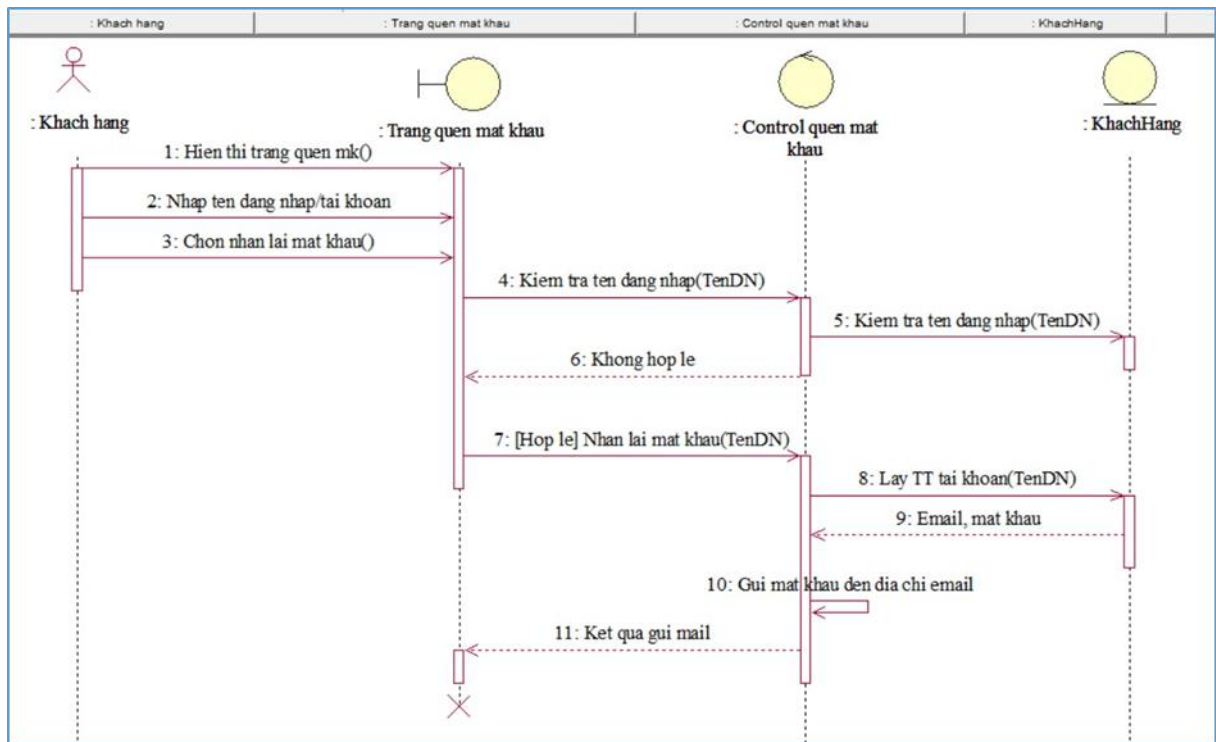 : Khach hang
: Trang quen mat khau
: Control quen mat khau
: KhachHang
: Khach hang
: Trang quen mat khau
: Control quen mat
khau
: KhachHang
1: Hien thi trang quen mk()
2: Nhap ten dang nhap/tai khoan
3: Chon nhan lai mat khau()
4: Kiem tra ten dang nhap(TenDN)
5: Kiem tra ten dang nhap(TenDN)
6: Khong hop le
7: [Hop le] Nhan lai mat khau(TenDN)
8: Lay TT tai khoan(TenDN)
9: Email, mat khau
10: Gui mat khau den dia chi email
11: Ket qua gui mail